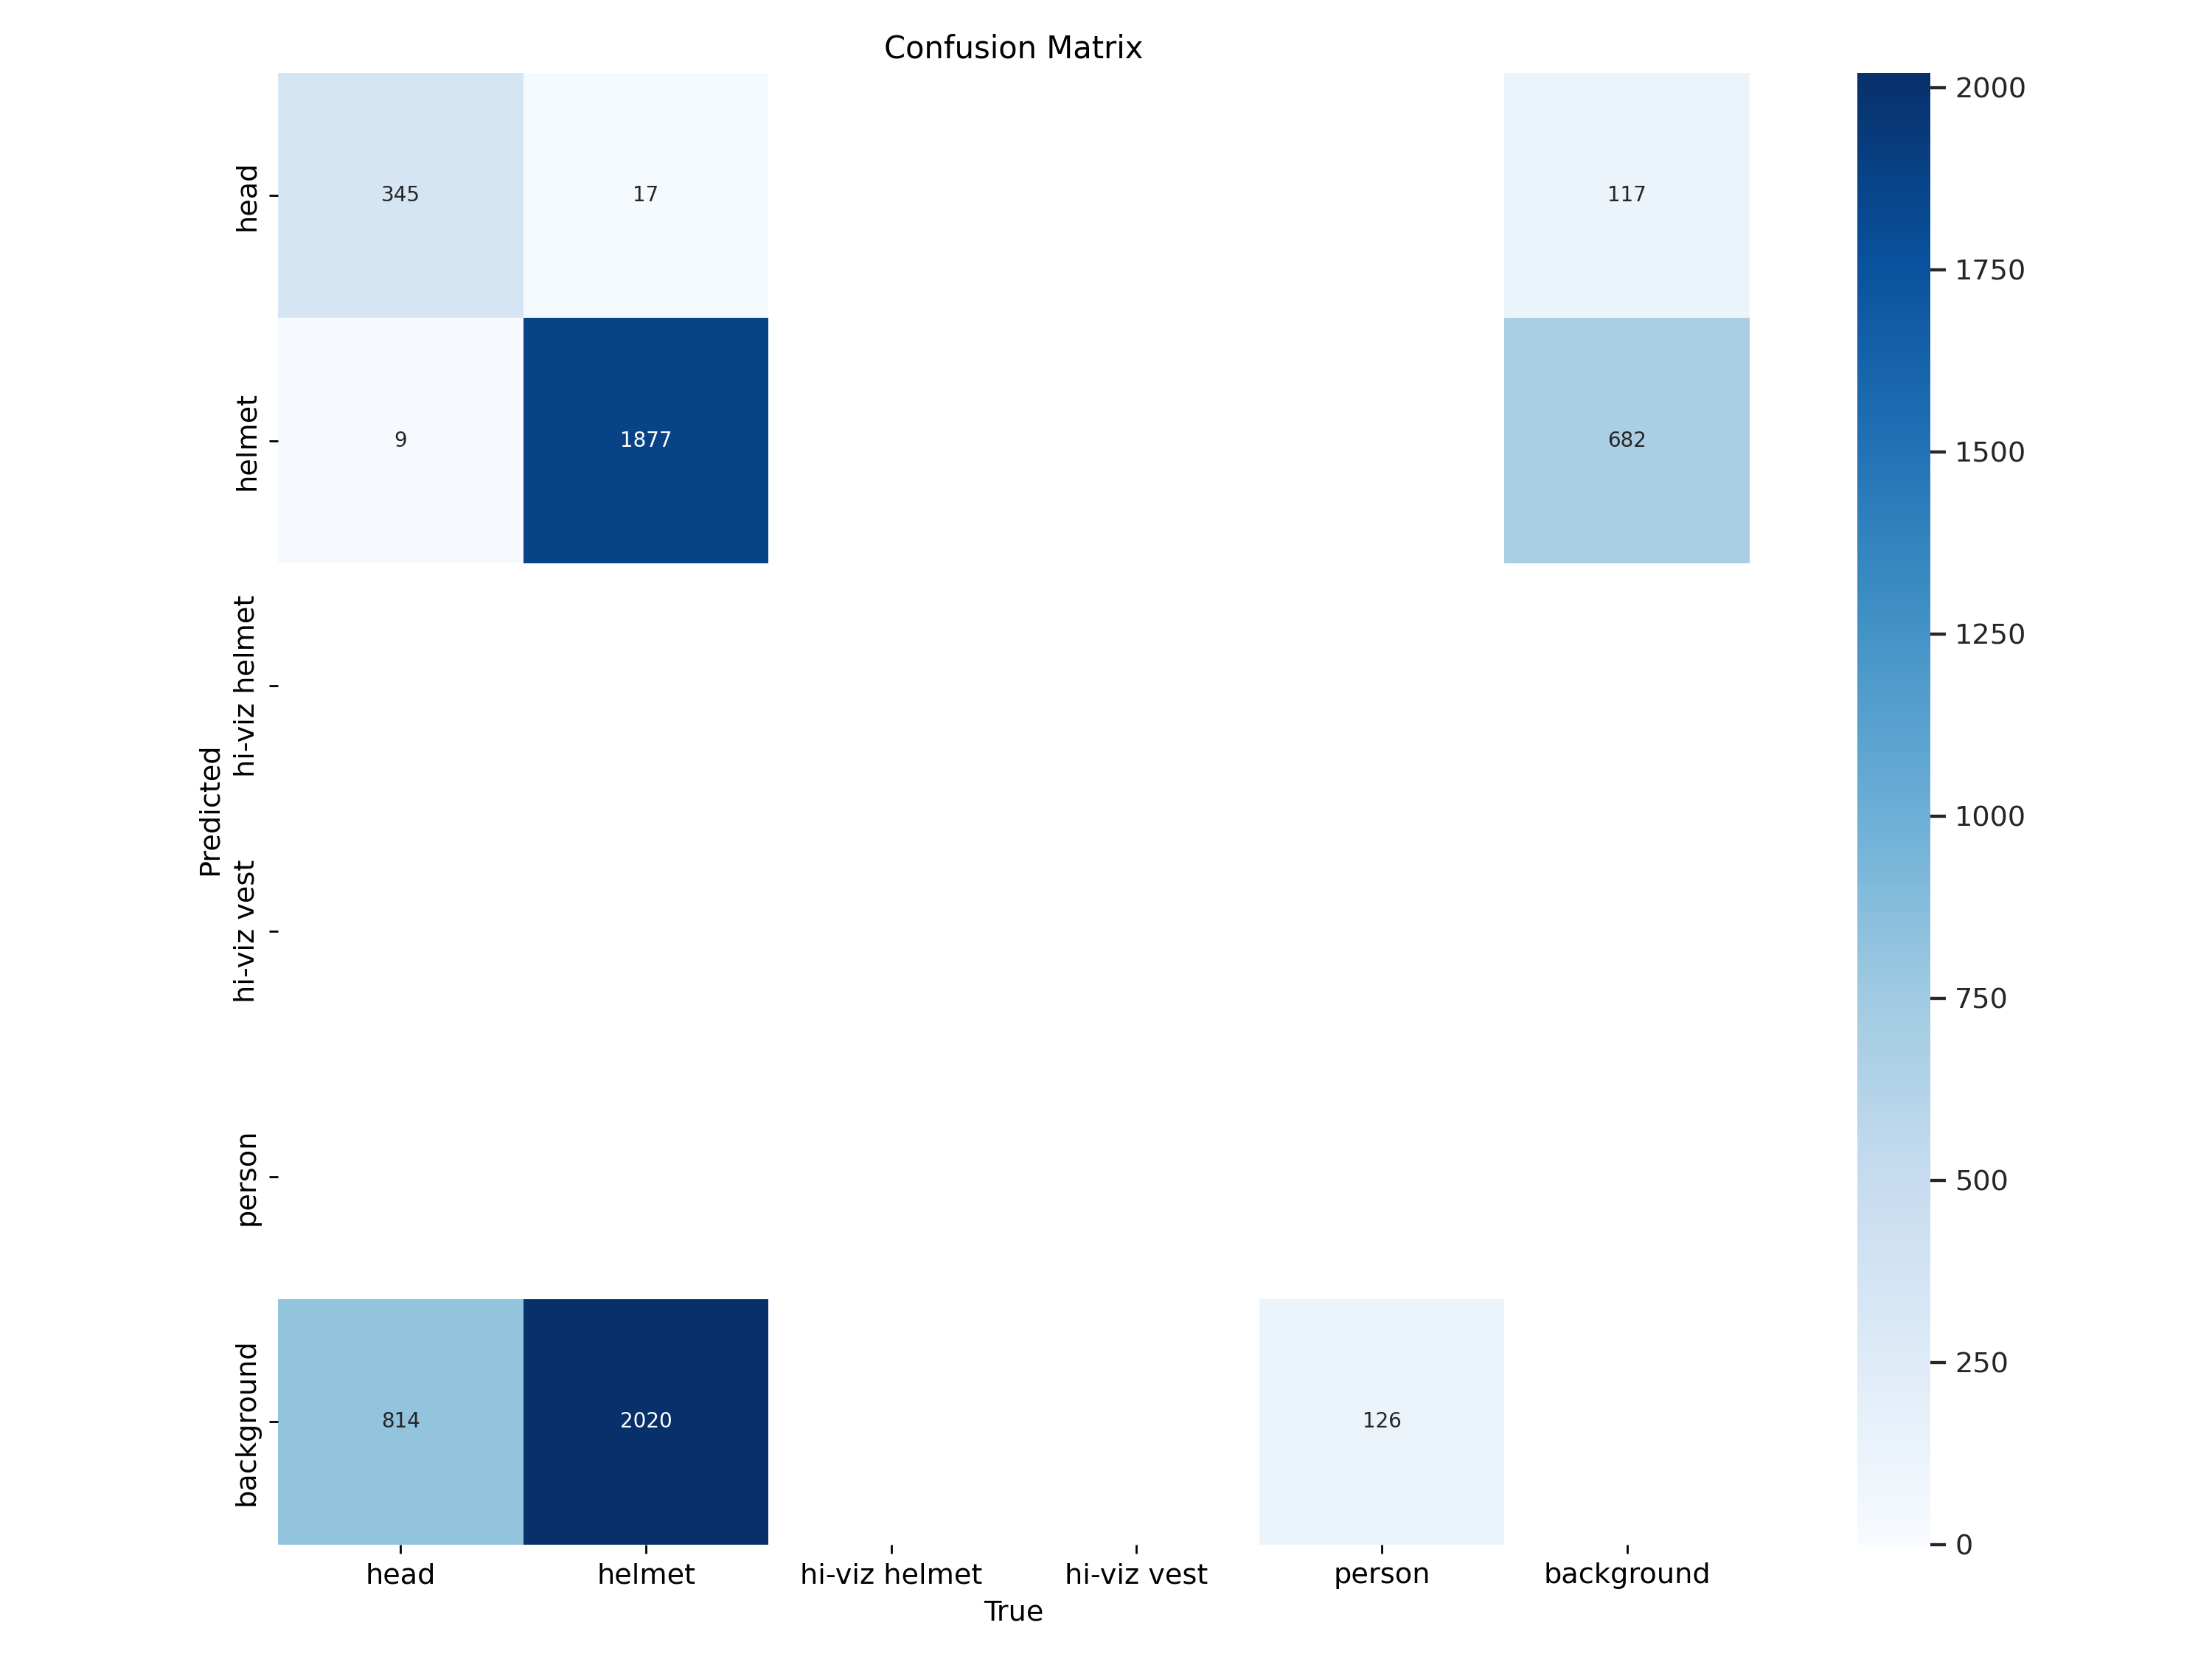 Confusion Matrix
Predicted
head
345 17 117
helmet
9 1877 682
hi-viz helmet
hi-viz vest
person
background
814 2020 126
head helmet hi-viz helmet hi-viz vest person background
True
2000
1750
1500
1250
1000
750
500
250
0